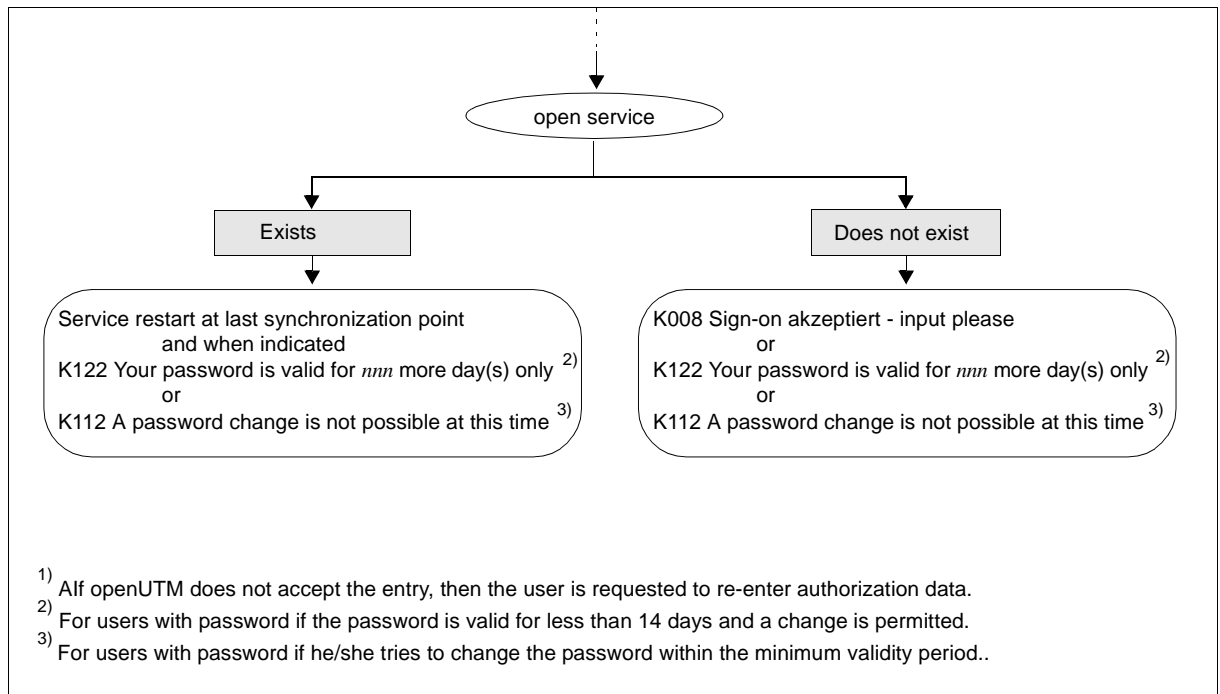 open service
Exists
Does not exist
Service restart at last synchronization point
and when indicated
K122 Your password is valid for nnn more day(s) only 2)
or
K112 A password change is not possible at this time 3)
K008 Sign-on akzeptiert - input please
or
K122 Your password is valid for nnn more day(s) only 2)
or
K112 A password change is not possible at this time 3)
1) AIf openUTM does not accept the entry, then the user is requested to re-enter authorization data.
2) For users with password if the password is valid for less than 14 days and a change is permitted.
3) For users with password if he/she tries to change the password within the minimum validity period..